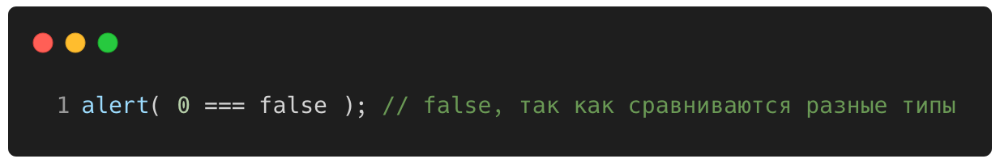 1 alert( 0 === false ); // false, так как сравниваются разные типы